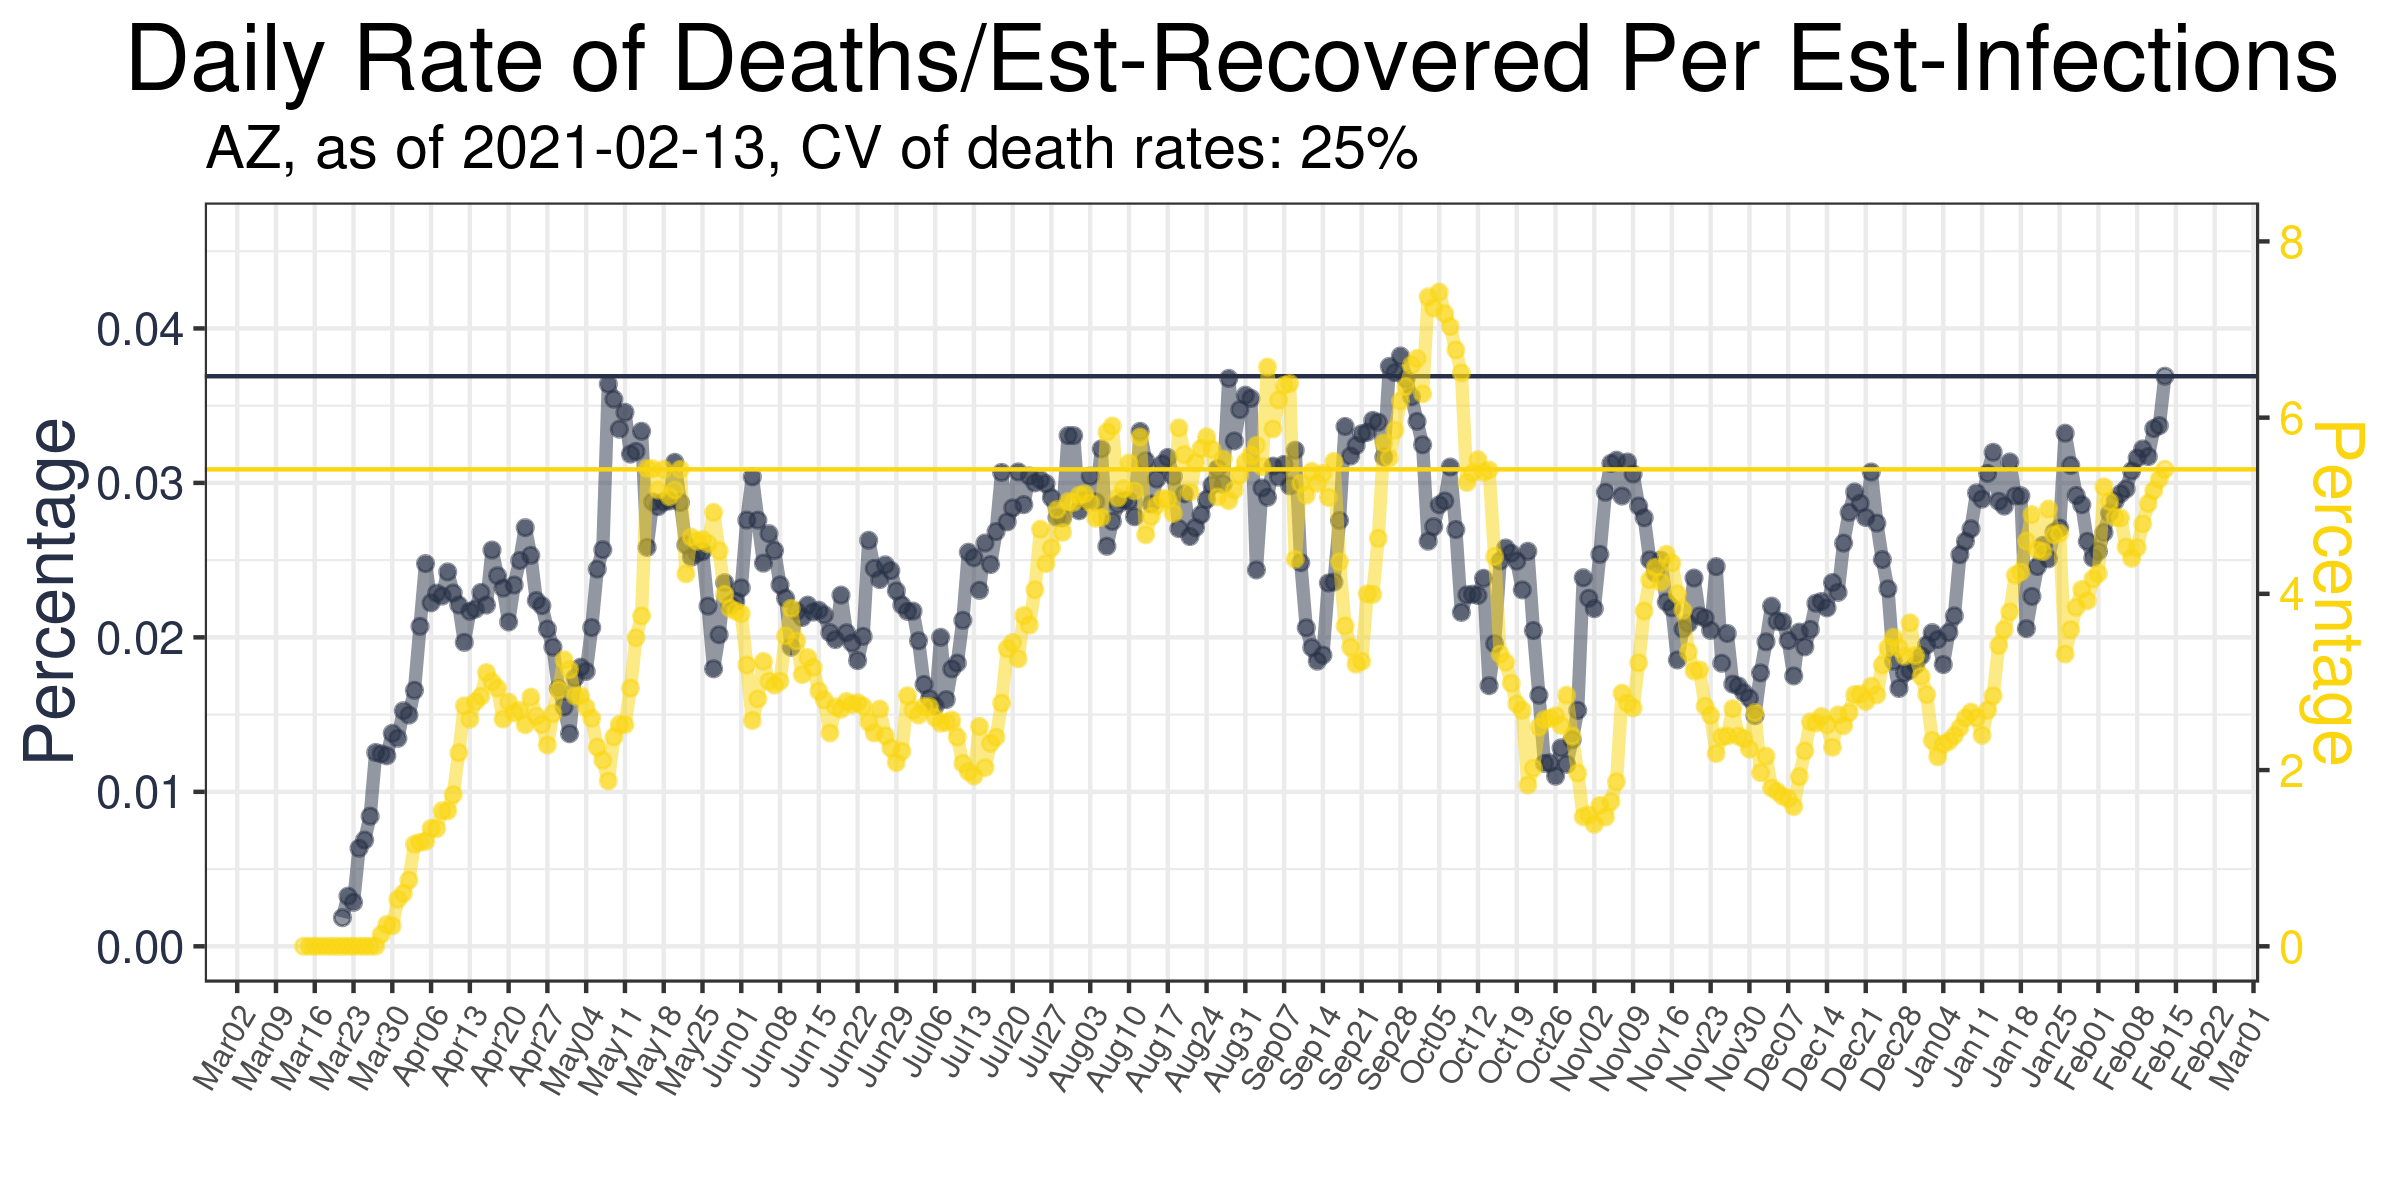 Daily Rate of Deaths/Est-Recovered Per Est-Infections
AZ, as of 2021-02-13, CV of death rates: 25%
Percentage
0.04
0.03
0.02
0.01
0.00
8
6
4
2
0
Percentage
Mar02 Mar09 Mar16 Mar23 Mar30 Apr06 Apr13 Apr20 Apr27 May04 May11 May18 May25 Jun01 Jun08 Jun15 Jun22 Jun29 Jul06 Jul13 Jul20 Jul27 Aug03 Aug10 Aug17 Aug24 Aug31 Sep07 Sep14 Sep21 Sep28 Oct05 Oct12 Oct19 Oct26 Nov02 Nov09 Nov16 Nov23 Nov30 Dec07 Dec14 Dec21 Dec28 Jan04 Jan11 Jan18 Jan25 Feb01 Feb08 Feb15 Feb22 Mar01